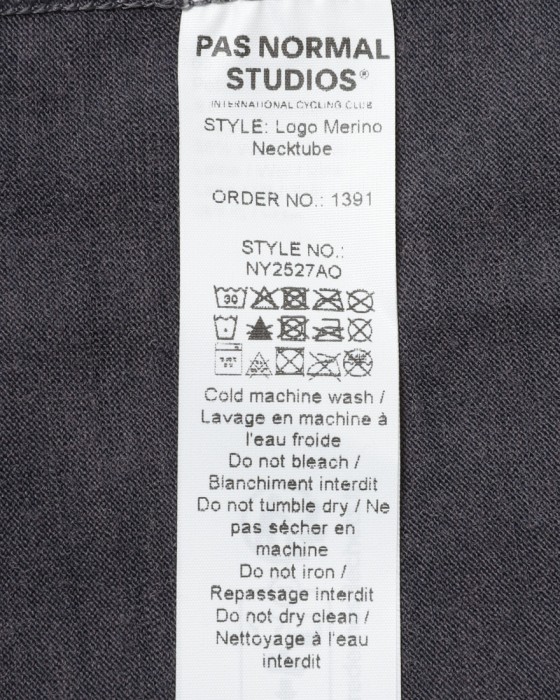 PAS NORMAL
STUDIOS®
INTERNATIONAL CYCLING CLUB
STYLE: Logo Merino
Necktube
ORDER NO.: 1391
STYLE NO.:
NY2527AO
30
Cold machine wash /
Lavage en machine à
l'eau froide
Do not bleach /
Blanchiment interdit
Do not tumble dry / Ne
pas sécher en
machine
Do not iron /
Repassage interdit
Do not dry clean /
Nettoyage à l'eau
interdit